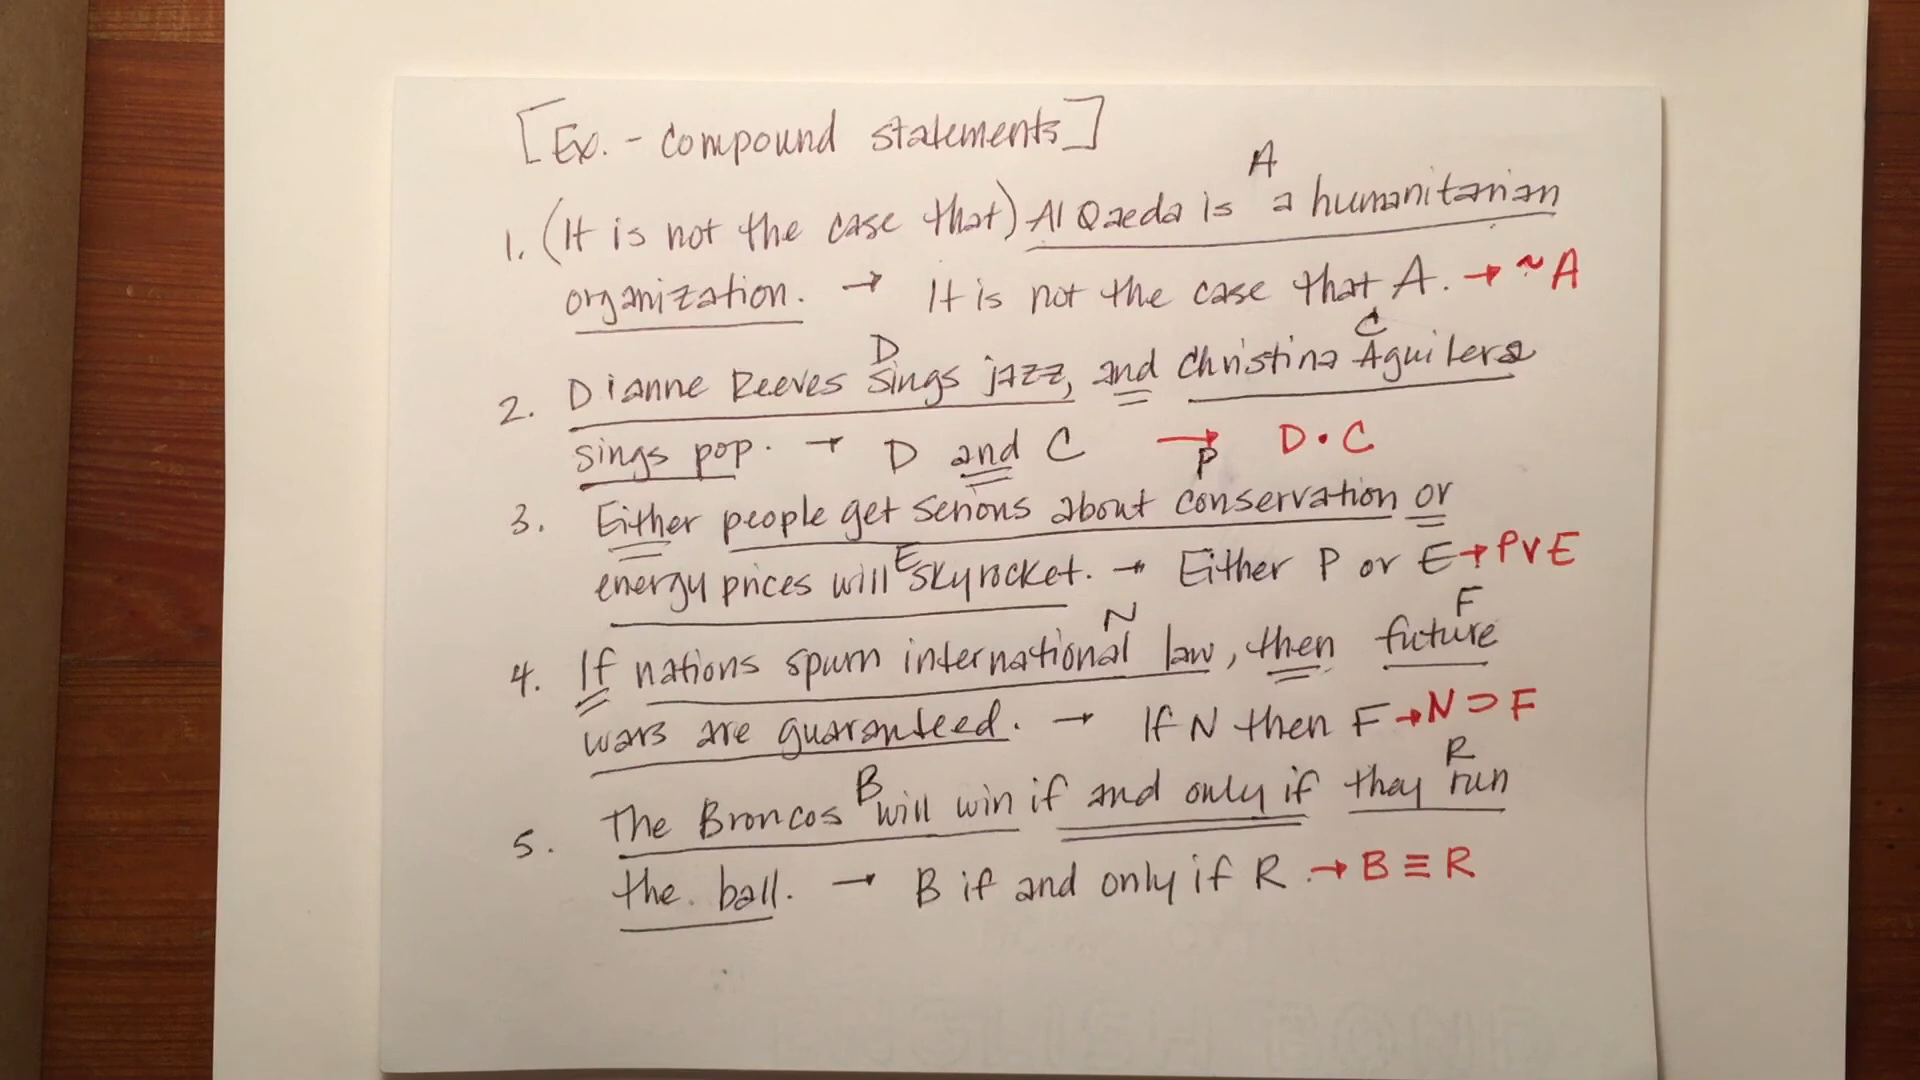 [Ex. - compound statements]
A
1. (It is not the case that) Al Qaeda is a humanitarian
organization. → It is not the case that A. → ~A
D C
2. Dianne Reeves sings jazz, and Christina Aguilera
sings pop. → D and C → D • C
P
3. Either people get serious about conservation or
E
energy prices will skyrocket. → Either P or E → P v E
N F
4. If nations spurn international law, then future
wars are guaranteed. → If N then F → N ⊃ F
B R
5. The Broncos will win if and only if they run
the ball. → B if and only if R. → B ≡ R